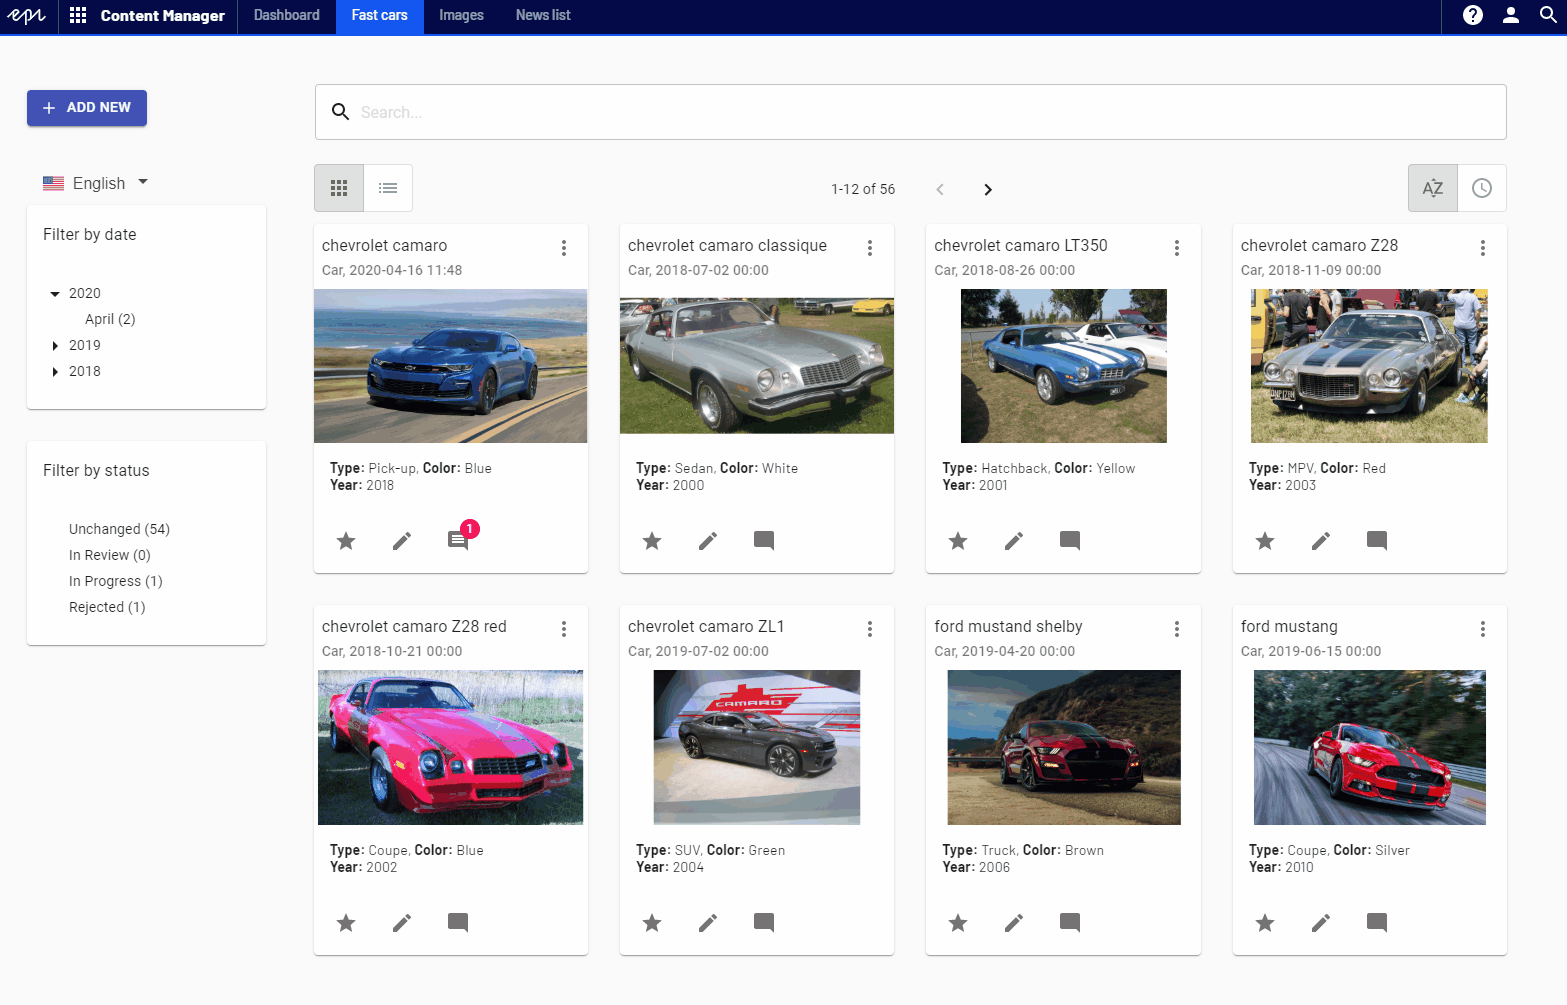 epi
Content Manager
Dashboard
Fast cars
Images
News list
ADD NEW
Search...
English
1-12 of 56
AZ
Filter by date
2020
April (2)
2019
2018
Filter by status
Unchanged (54)
In Review (0)
In Progress (1)
Rejected (1)
chevrolet camaro
Car, 2020-04-16 11:48
Type: Pick-up, Color: Blue
Year: 2018
1
chevrolet camaro classique
Car, 2018-07-02 00:00
Type: Sedan, Color: White
Year: 2000
chevrolet camaro LT350
Car, 2018-08-26 00:00
Type: Hatchback, Color: Yellow
Year: 2001
chevrolet camaro Z28
Car, 2018-11-09 00:00
Type: MPV, Color: Red
Year: 2003
chevrolet camaro Z28 red
Car, 2018-10-21 00:00
Type: Coupe, Color: Blue
Year: 2002
chevrolet camaro ZL1
Car, 2019-07-02 00:00
CAMARO
Type: SUV, Color: Green
Year: 2004
ford mustand shelby
Car, 2019-04-20 00:00
Type: Truck, Color: Brown
Year: 2006
ford mustang
Car, 2019-06-15 00:00
Type: Coupe, Color: Silver
Year: 2010